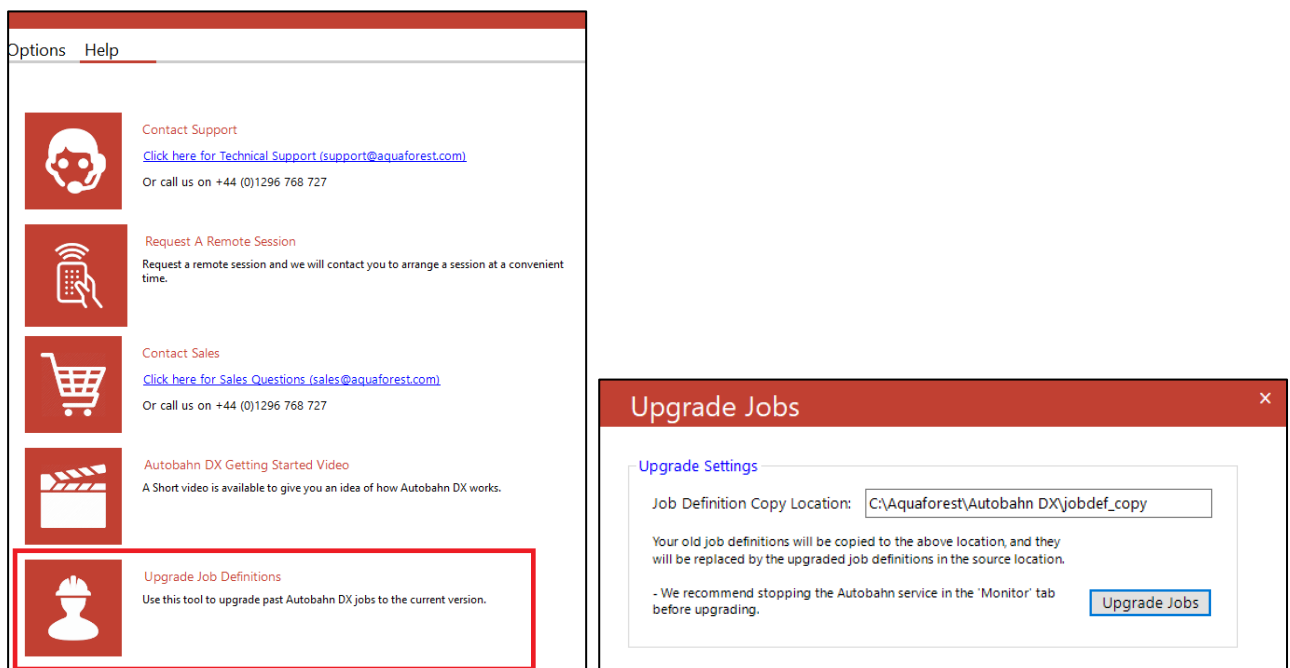 Options Help
Contact Support
Click here for Technical Support (support@aquaforest.com)
Or call us on +44 (0)1296 768 727
Request A Remote Session
Request a remote session and we will contact you to arrange a session at a convenient
time.
Contact Sales
Click here for Sales Questions (sales@aquaforest.com)
Or call us on +44 (0)1296 768 727
Autobahn DX Getting Started Video
A Short video is available to give you an idea of how Autobahn DX works.
Upgrade Job Definitions
Use this tool to upgrade past Autobahn DX jobs to the current version.
Upgrade Jobs
Upgrade Settings
Job Definition Copy Location: C:\Aquaforest\Autobahn DX\jobdef_copy
Your old job definitions will be copied to the above location, and they
will be replaced by the upgraded job definitions in the source location.
- We recommend stopping the Autobahn service in the 'Monitor' tab
before upgrading.
Upgrade Jobs